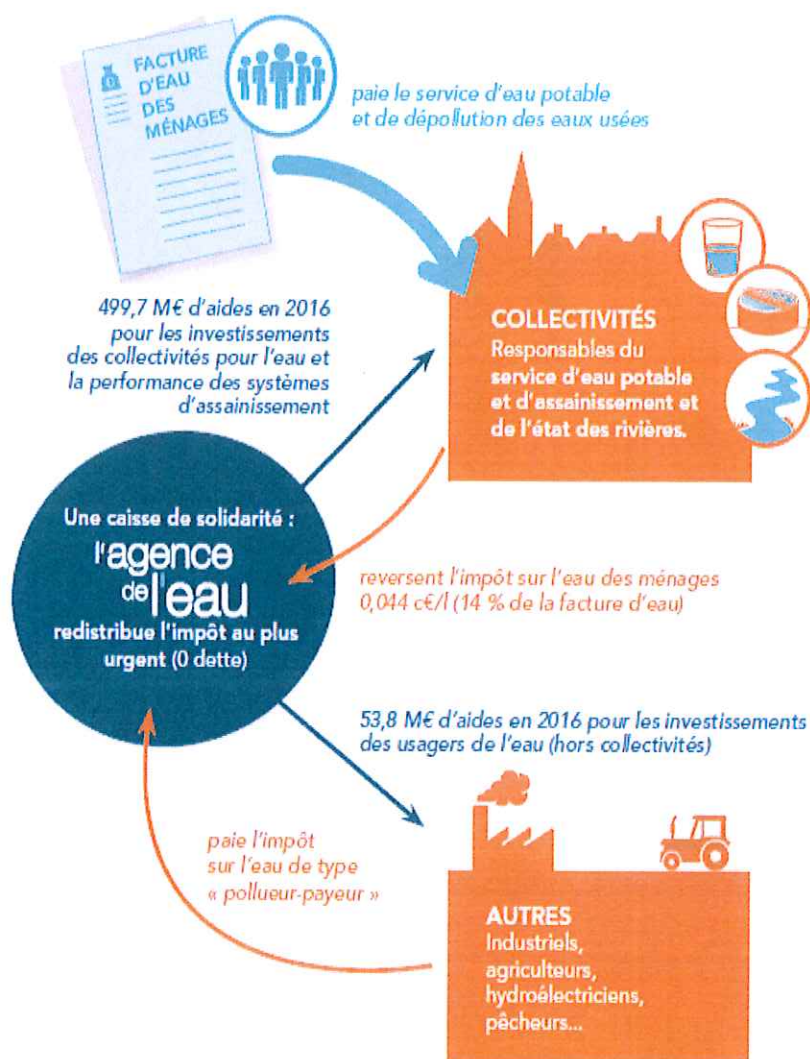 FACTURE
D'EAU
DES
MÉNAGES
paie le service d'eau potable
et de dépollution des eaux usées
499,7 M€ d'aides en 2016
pour les investissements
des collectivités pour l'eau et
la performance des systèmes
d'assainissement
COLLECTIVITÉS
Responsables du
service d'eau potable
et d'assainissement et
de l'état des rivières.
Une caisse de solidarité :
l'agence
de l'eau
redistribue l'impôt au plus
urgent (0 dette)
reversent l'impôt sur l'eau des ménages
0,044 c€/l (14 % de la facture d'eau)
53,8 M€ d'aides en 2016 pour les investissements
des usagers de l'eau (hors collectivités)
paie l'impôt
sur l'eau de type
« pollueur-payeur »
AUTRES
Industriels,
agriculteurs,
hydroélectriciens,
pêcheurs...